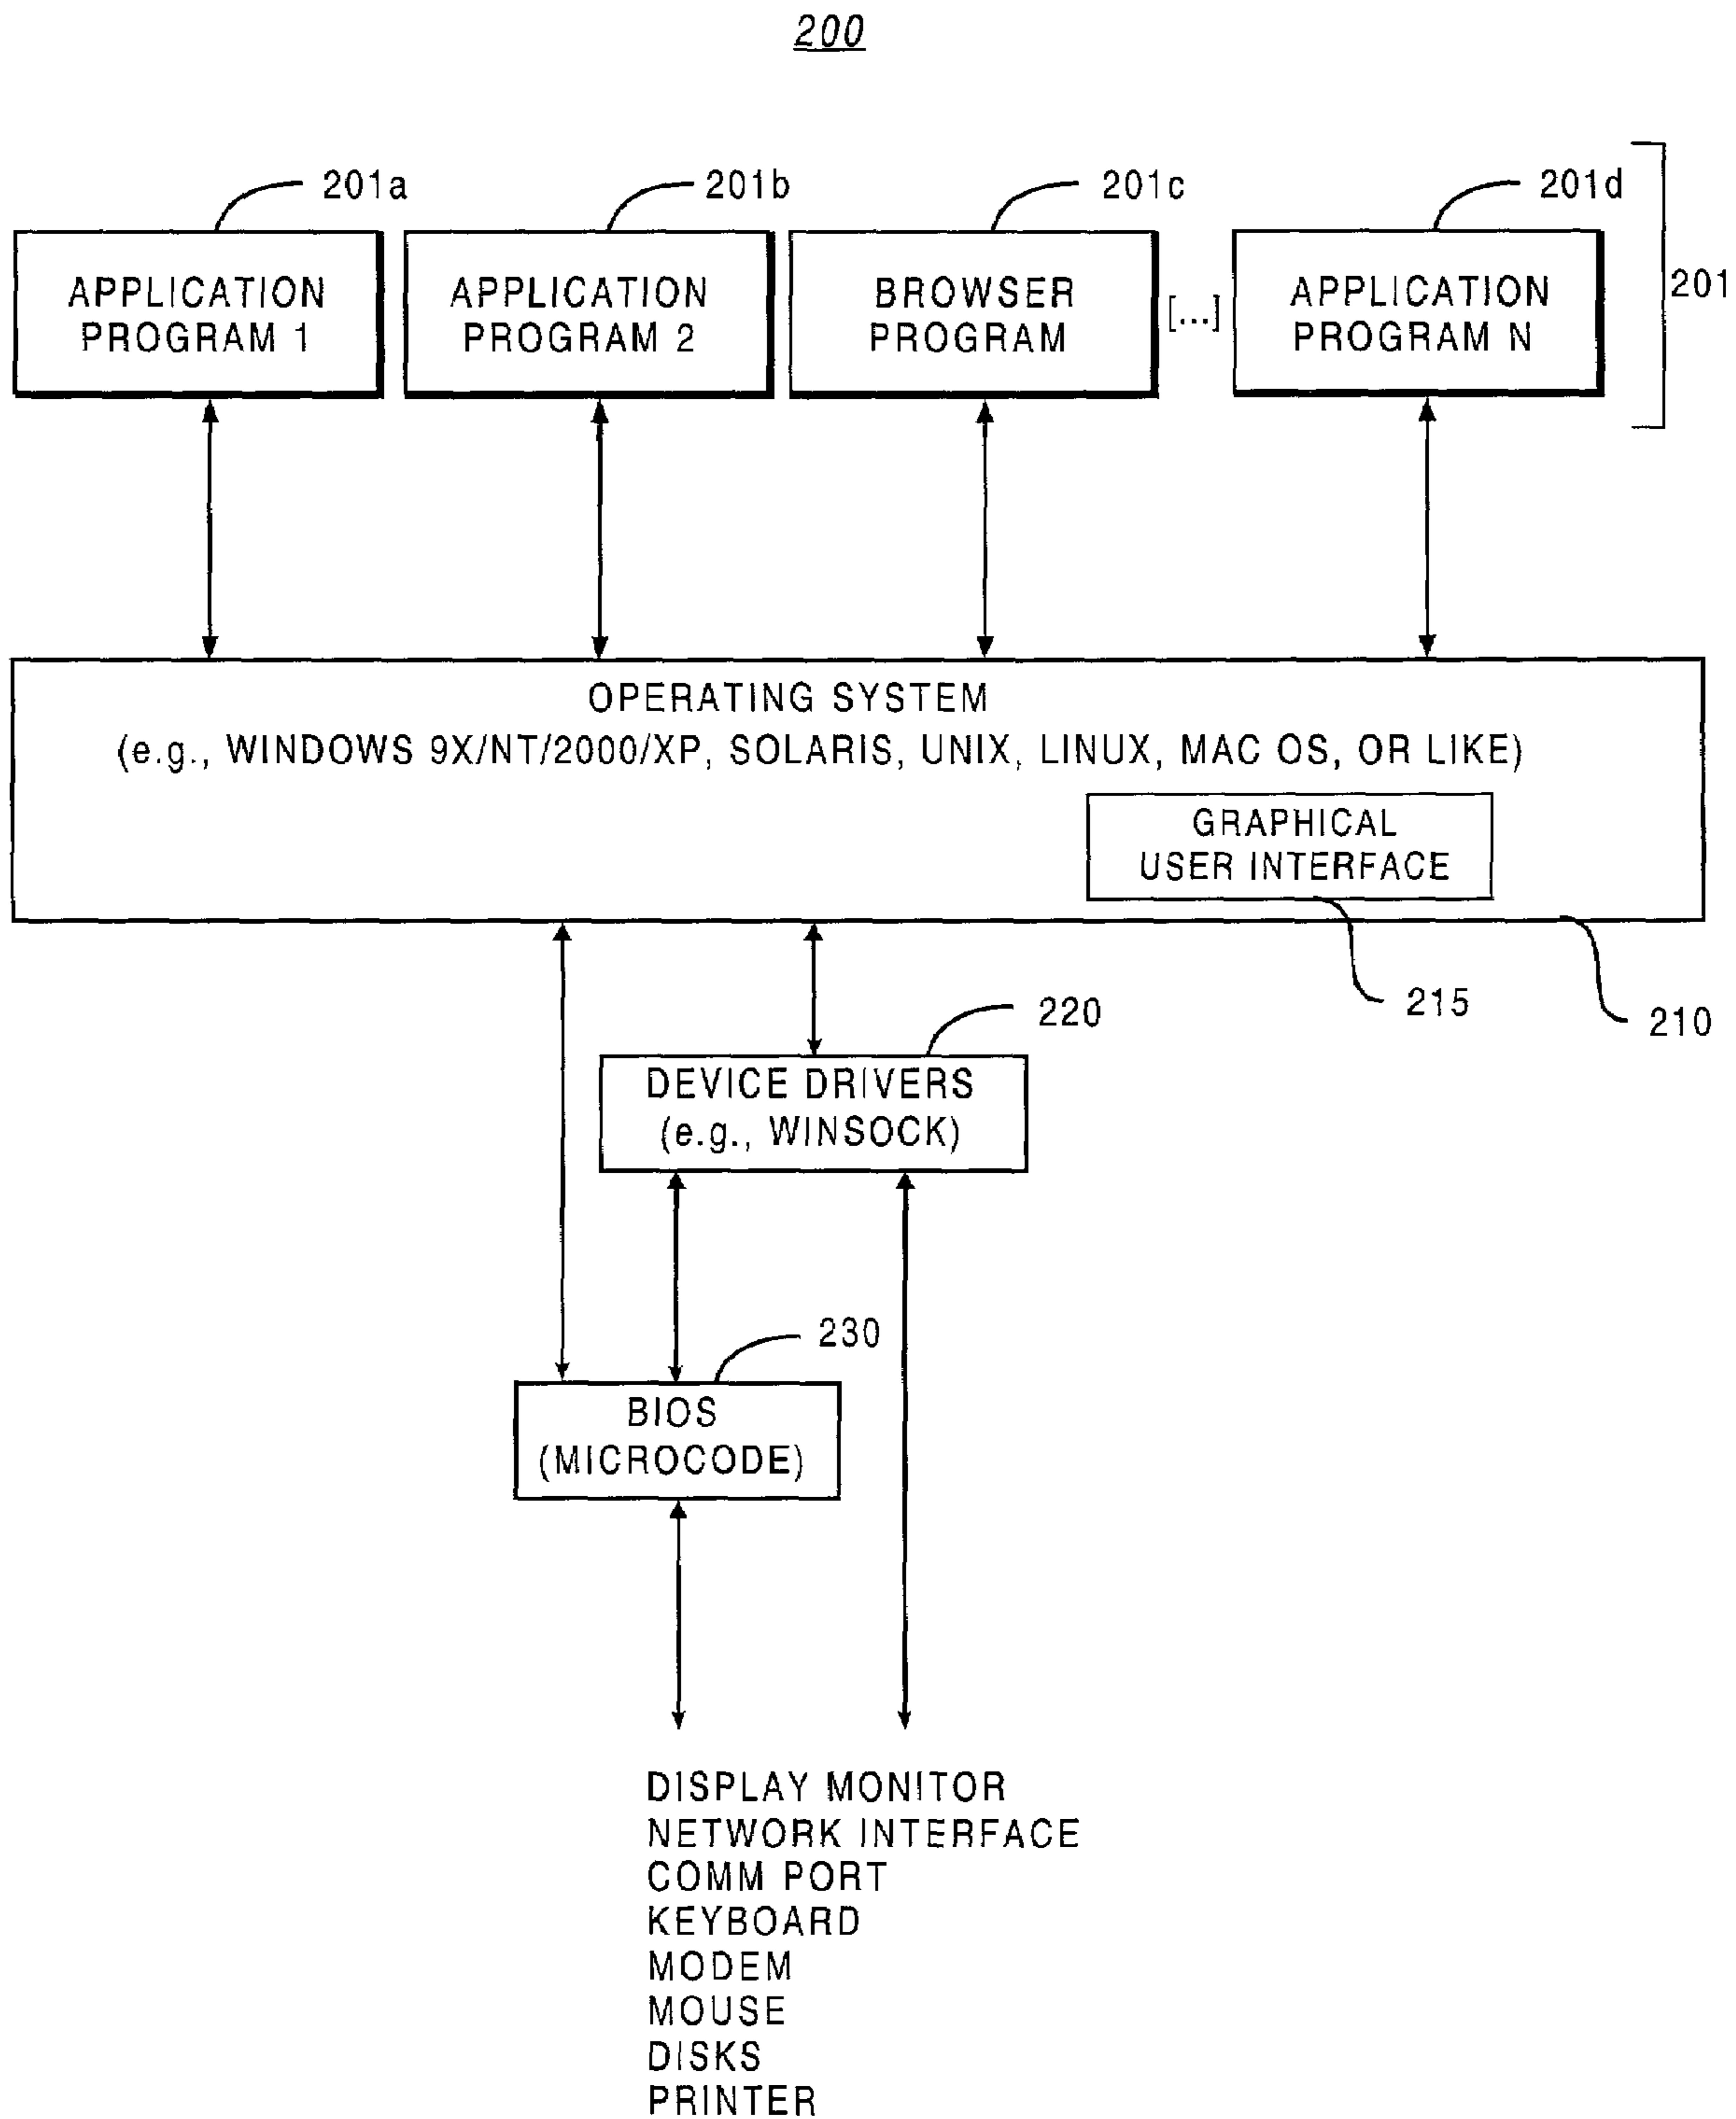 200
201a
201b
201c
201d
201
APPLICATION
PROGRAM 1
APPLICATION
PROGRAM 2
BROWSER
PROGRAM
[...]
APPLICATION
PROGRAM N
OPERATING SYSTEM
(e.g., WINDOWS 9X/NT/2000/XP, SOLARIS, UNIX, LINUX, MAC OS, OR LIKE)
GRAPHICAL
USER INTERFACE
215
210
220
DEVICE DRIVERS
(e.g., WINSOCK)
230
BIOS
(MICROCODE)
DISPLAY MONITOR
NETWORK INTERFACE
COMM PORT
KEYBOARD
MODEM
MOUSE
DISKS
PRINTER